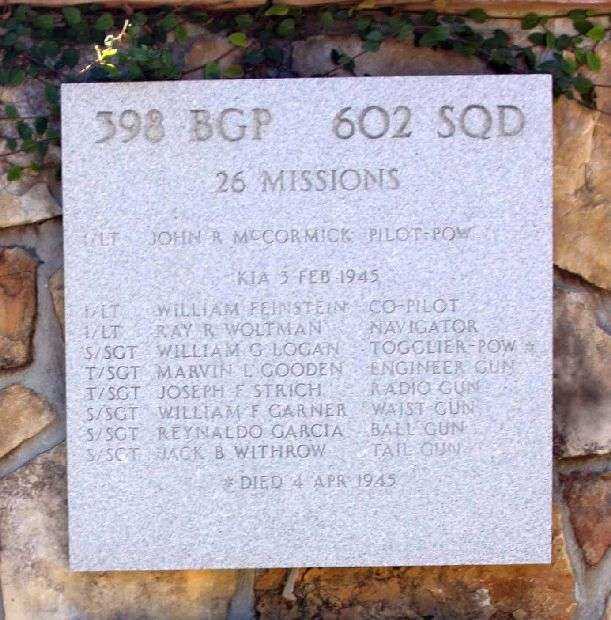 398 BGP 602 SQD
26 MISSIONS
1/LT JOHN R McCORMICK PILOT-POW
KIA 3 FEB 1945
1/LT WILLIAM FEINSTEIN CO-PILOT
1/LT RAY R WOLTMAN NAVIGATOR
S/SGT WILLIAM G LOGAN TOGGLIER-POW *
T/SGT MARVIN L GOODEN ENGINEER GUN
T/SGT JOSEPH F STRICH RADIO GUN
S/SGT WILLIAM F GARNER WAIST GUN
S/SGT REYNALDO GARCIA BALL GUN
S/SGT JACK B WITHROW TAIL GUN
* DIED 4 APR 1945